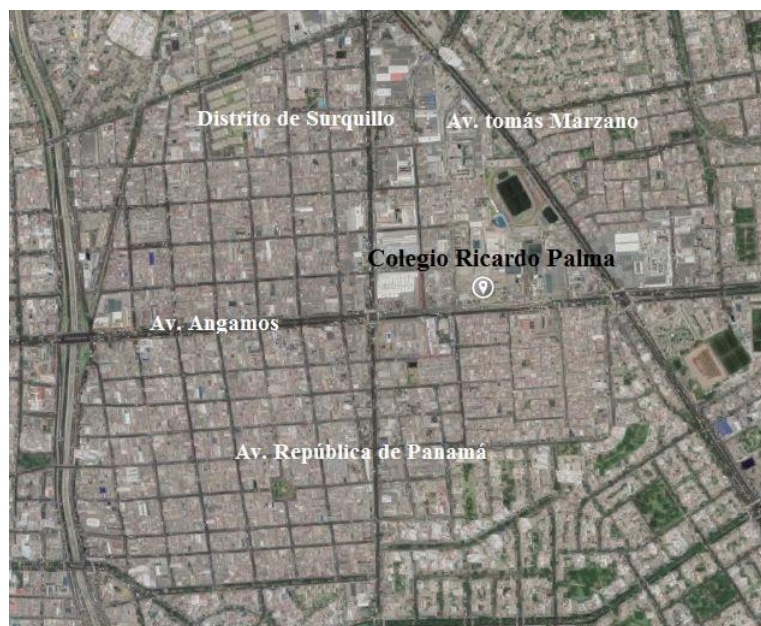 Distrito de Surquillo
Av. tomás Marzano
Colegio Ricardo Palma
Av. Angamos
Av. República de Panamá